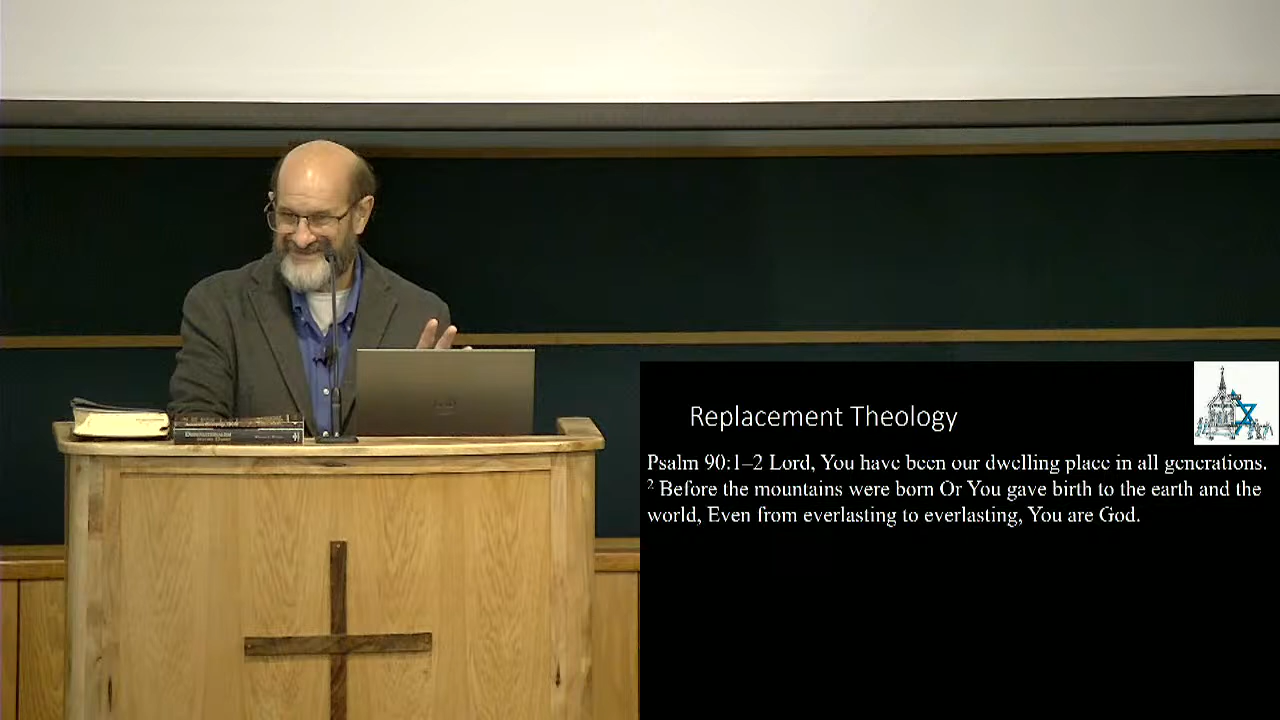 Replacement Theology
Psalm 90:1–2 Lord, You have been our dwelling place in all generations.
2 Before the mountains were born Or You gave birth to the earth and the
world, Even from everlasting to everlasting, You are God.